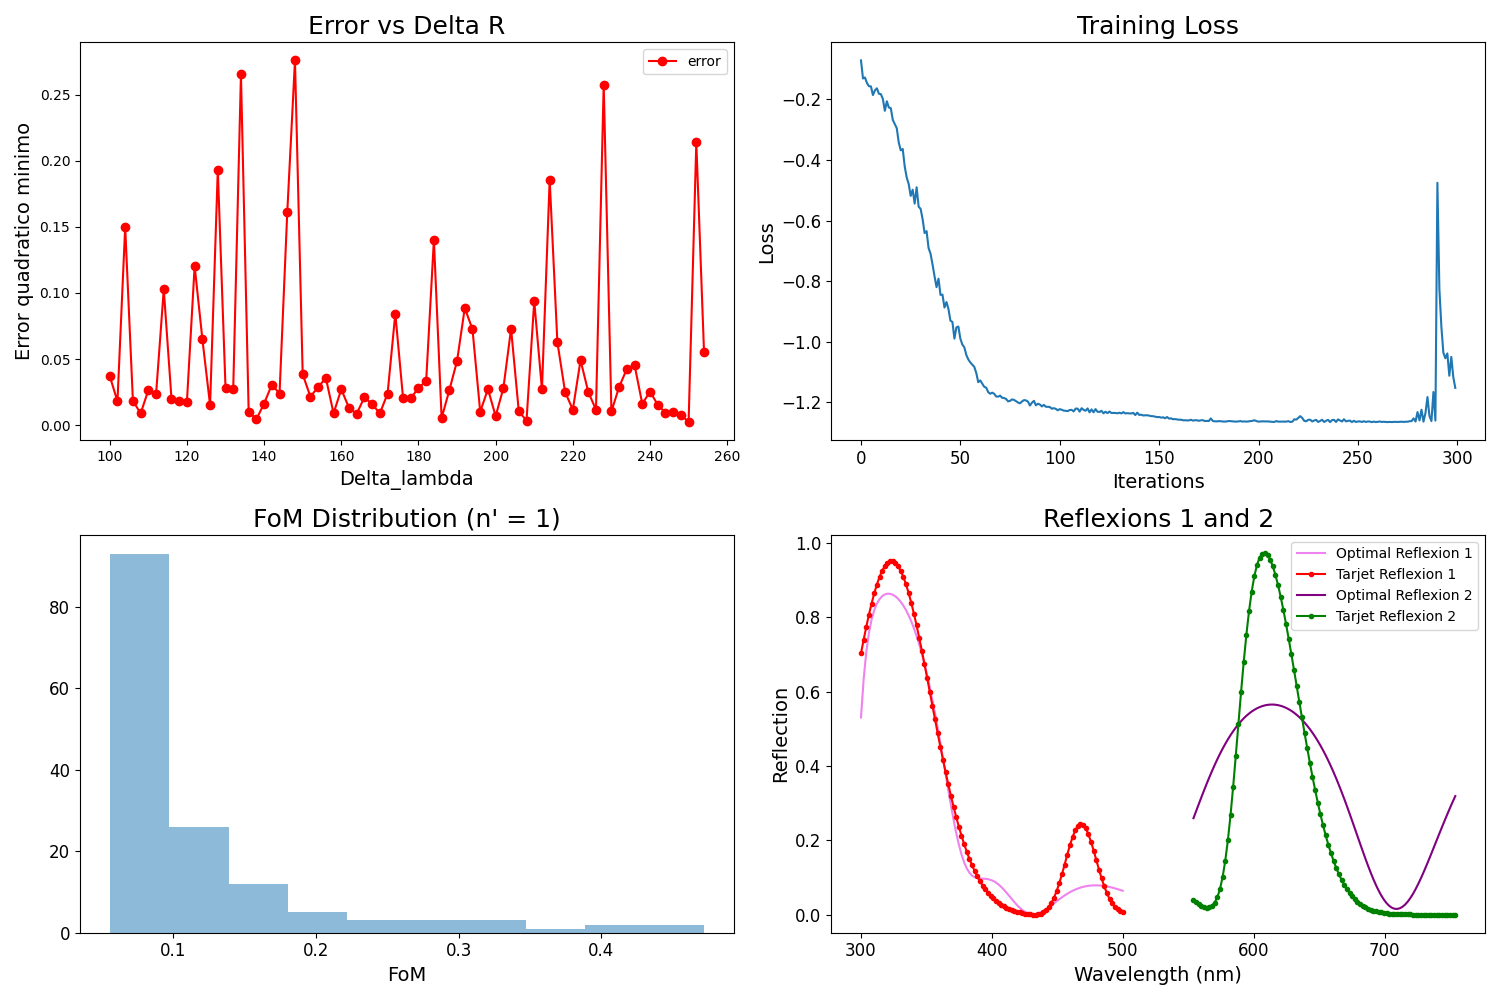 Error vs Delta R
error
Error quadratico minimo
0.25
0.20
0.15
0.10
0.05
0.00
100 120 140 160 180 200 220 240 260
Delta_lambda
Training Loss
Loss
−0.2
−0.4
−0.6
−0.8
−1.0
−1.2
0 50 100 150 200 250 300
Iterations
FoM Distribution (n' = 1)
80
60
40
20
0
0.1 0.2 0.3 0.4
FoM
Reflexions 1 and 2
Optimal Reflexion 1
Tarjet Reflexion 1
Optimal Reflexion 2
Tarjet Reflexion 2
Reflection
1.0
0.8
0.6
0.4
0.2
0.0
300 400 500 600 700
Wavelength (nm)